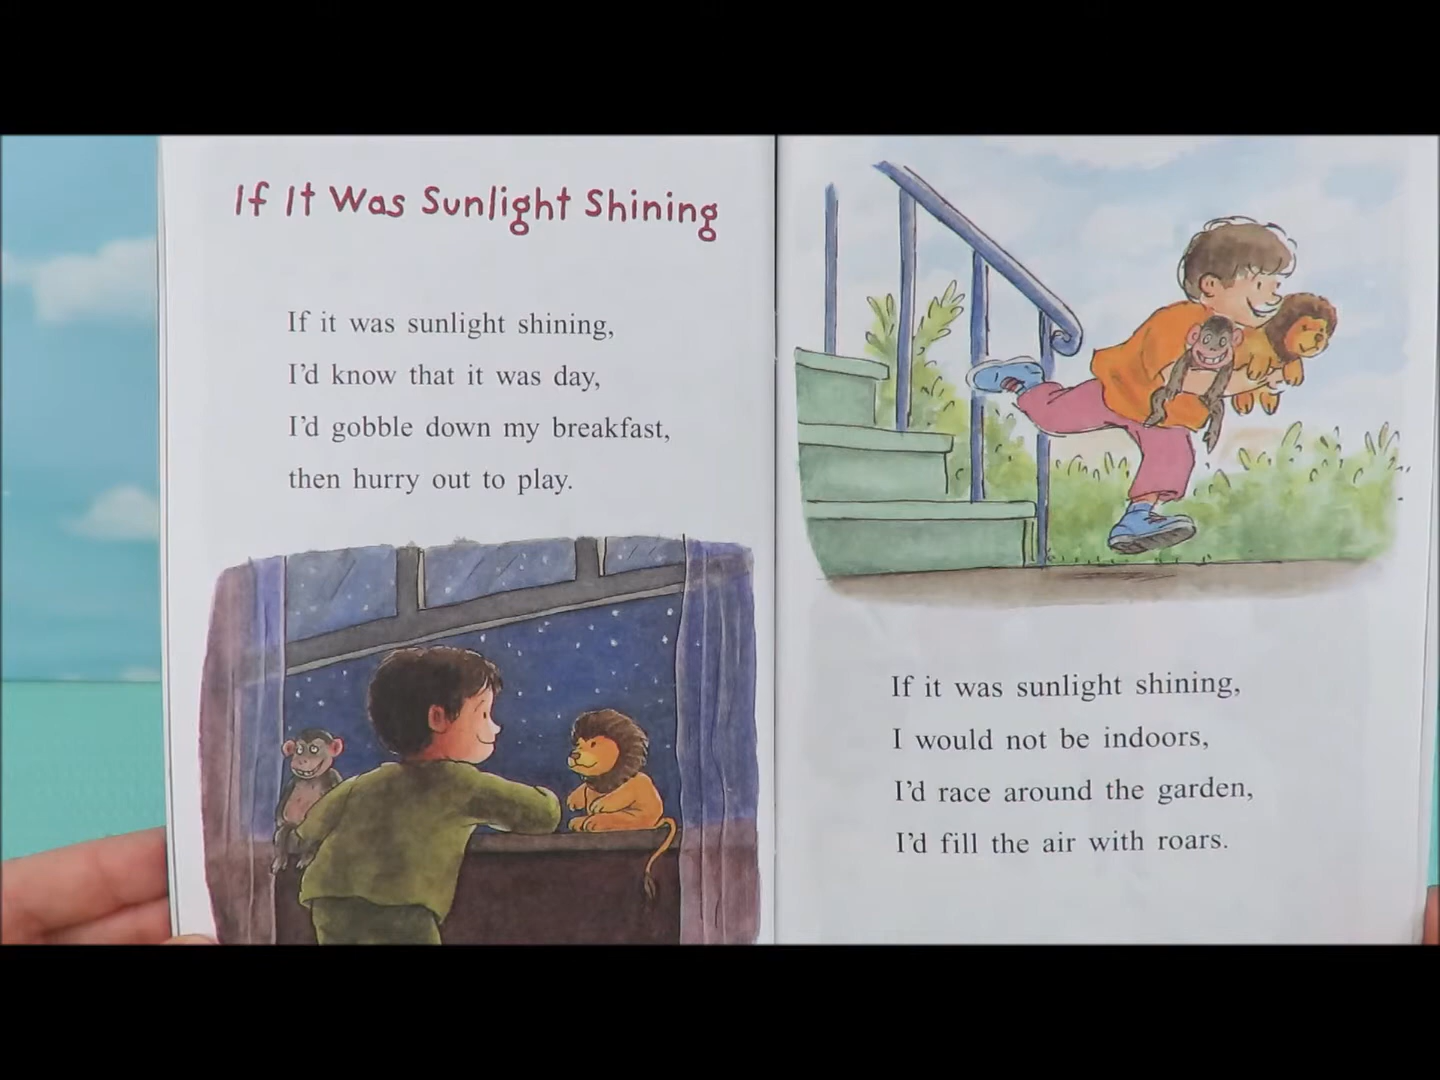 If It Was Sunlight Shining
If it was sunlight shining,
I'd know that it was day,
I'd gobble down my breakfast,
then hurry out to play.
If it was sunlight shining,
I would not be indoors,
I'd race around the garden,
I'd fill the air with roars.